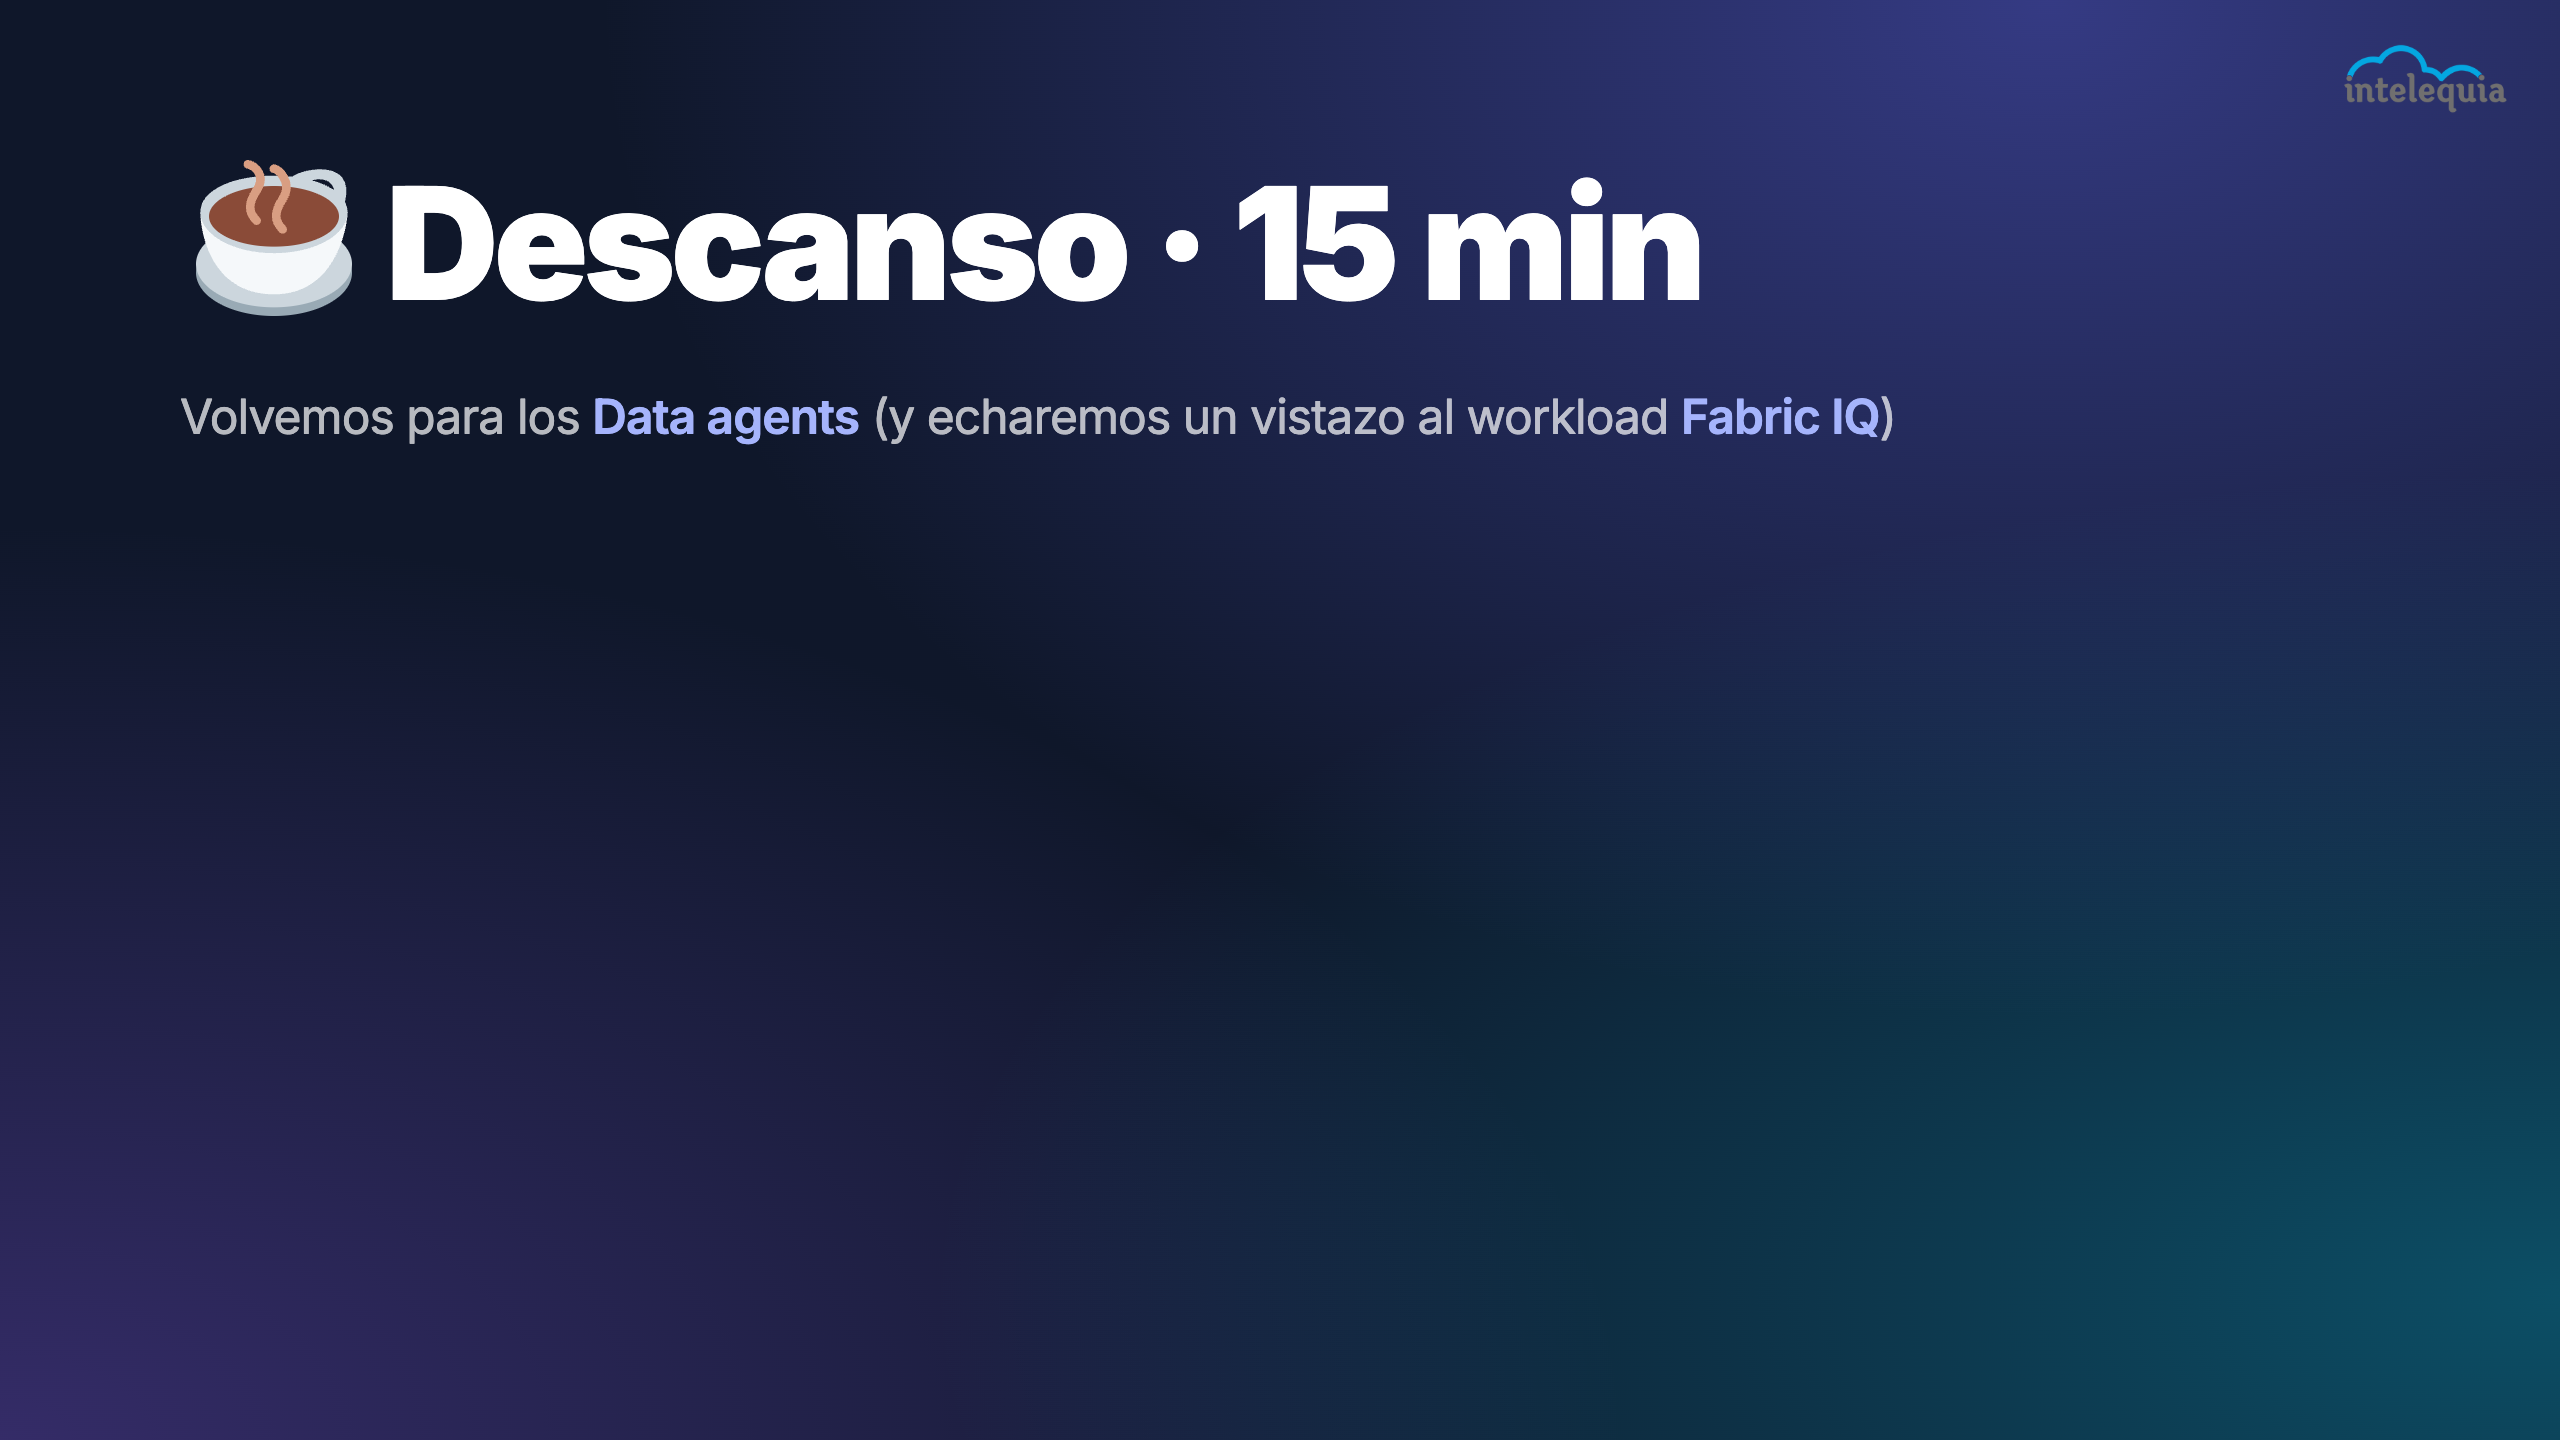 intelequia
☕ Descanso · 15 min
Volvemos para los Data agents (y echaremos un vistazo al workload Fabric IQ)